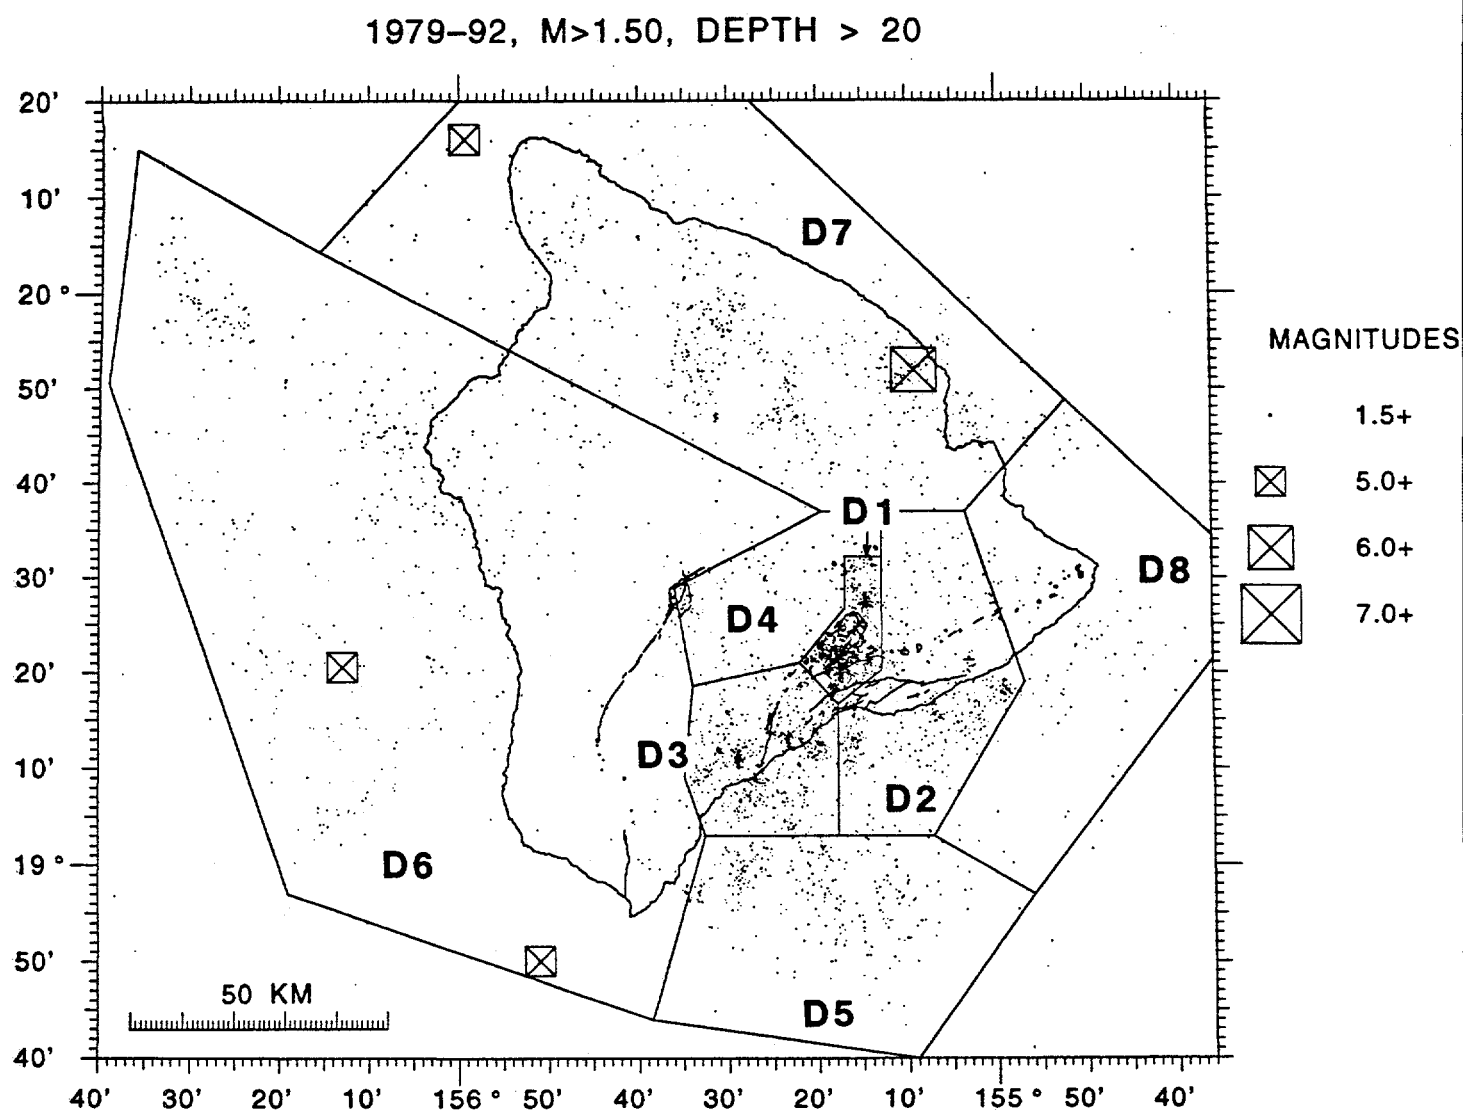 1979–92, M>1.50, DEPTH > 20
20'
10'
20°
50'
40'
30'
20'
10'
19°
50'
40'
D7
D1
D8
D4
D3
D2
D6
D5
MAGNITUDES
1.5+
5.0+
6.0+
7.0+
50 KM
40' 30' 20' 10' 156° 50' 40' 30' 20' 10' 155° 50' 40'